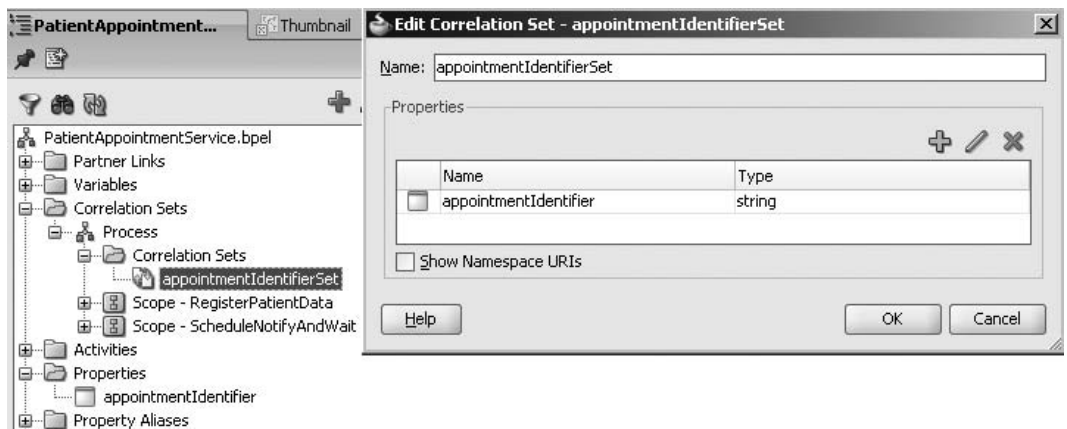 PatientAppointment...
Thumbnail
PatientAppointmentService.bpel
Partner Links
Variables
Correlation Sets
Process
Correlation Sets
appointmentIdentifierSet
Scope - RegisterPatientData
Scope - ScheduleNotifyAndWait
Activities
Properties
appointmentIdentifier
Property Aliases
Edit Correlation Set - appointmentIdentifierSet
Name: appointmentIdentifierSet
Properties
Name Type
appointmentIdentifier string
Show Namespace URIs
Help OK Cancel